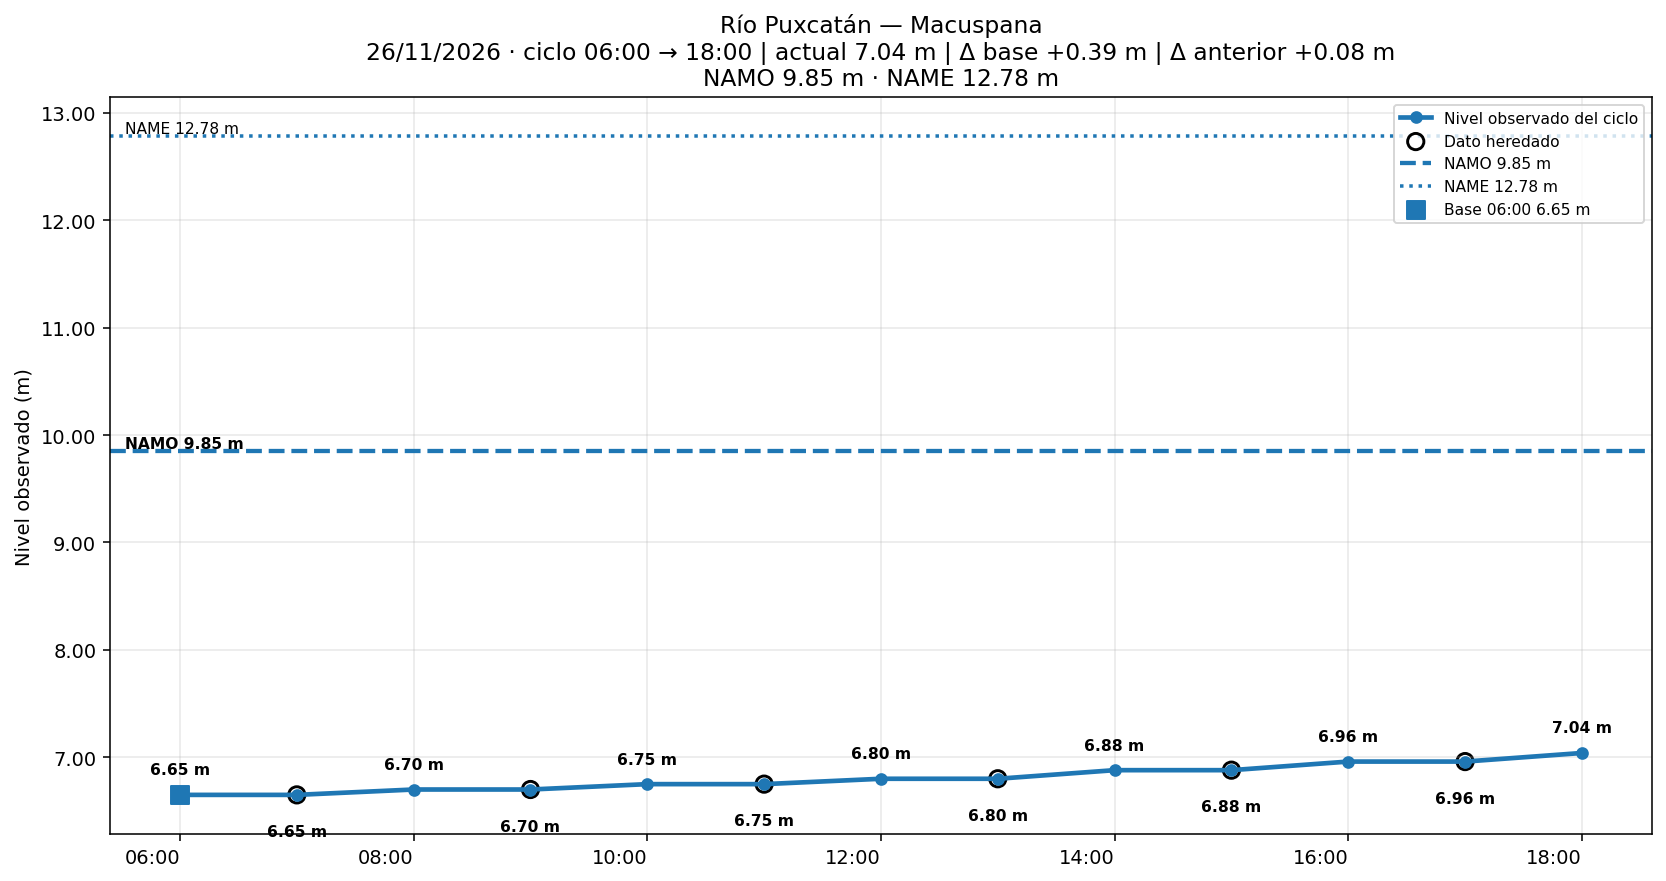 Río Puxcatán — Macuspana
26/11/2026 · ciclo 06:00 → 18:00 | actual 7.04 m | Δ base +0.39 m | Δ anterior +0.08 m
NAMO 9.85 m · NAME 12.78 m
Nivel observado (m)
13.00
12.00
11.00
10.00
9.00
8.00
7.00
NAME 12.78 m
NAMO 9.85 m
Nivel observado del ciclo
Dato heredado
NAMO 9.85 m
NAME 12.78 m
Base 06:00 6.65 m
6.65 m
6.65 m
6.70 m
6.70 m
6.75 m
6.75 m
6.80 m
6.80 m
6.88 m
6.88 m
6.96 m
6.96 m
7.04 m
06:00
08:00
10:00
12:00
14:00
16:00
18:00